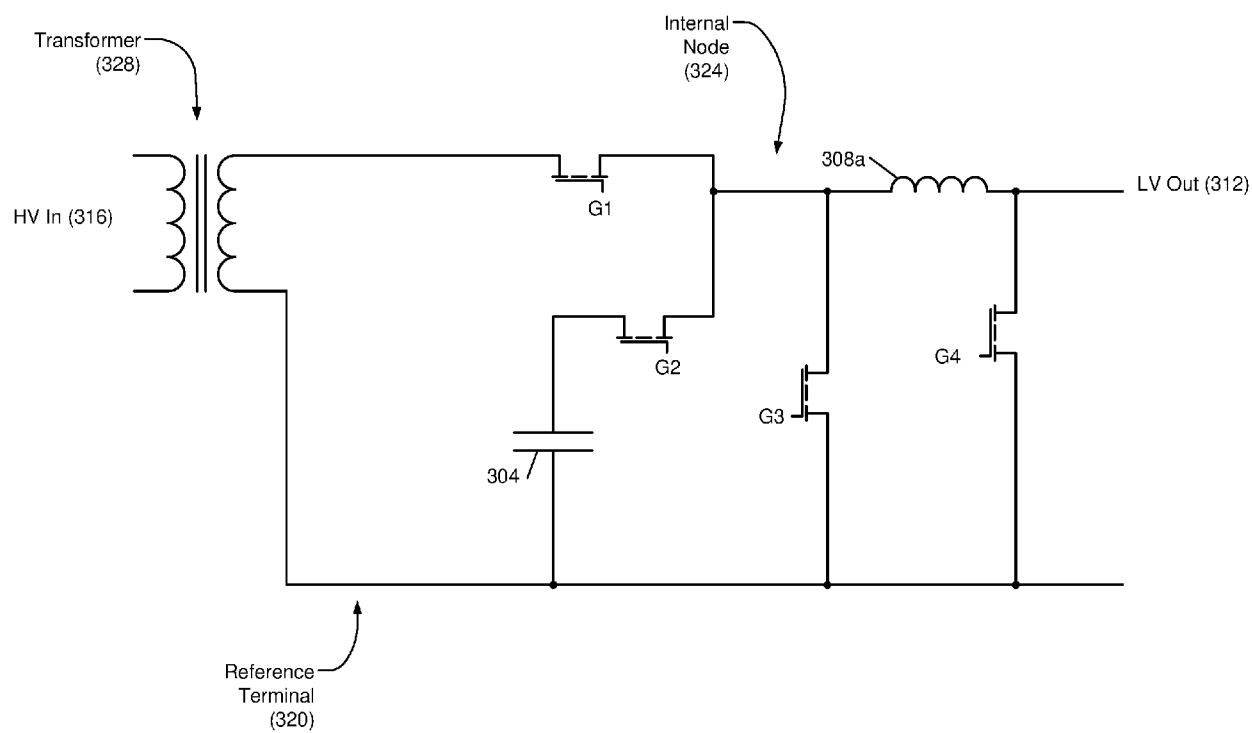 Transformer
(328)
Internal
Node
(324)
308a
LV Out (312)
HV In (316)
G1
G2
G4
G3
304
Reference
Terminal
(320)